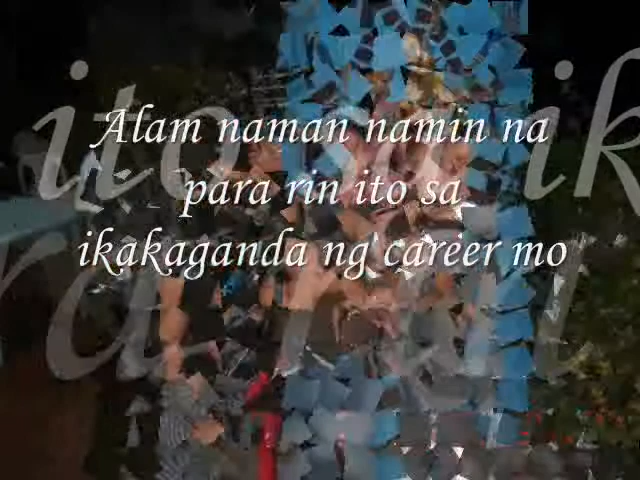 Alam naman namin na
para rin ito sa
ikakaganda ng career mo